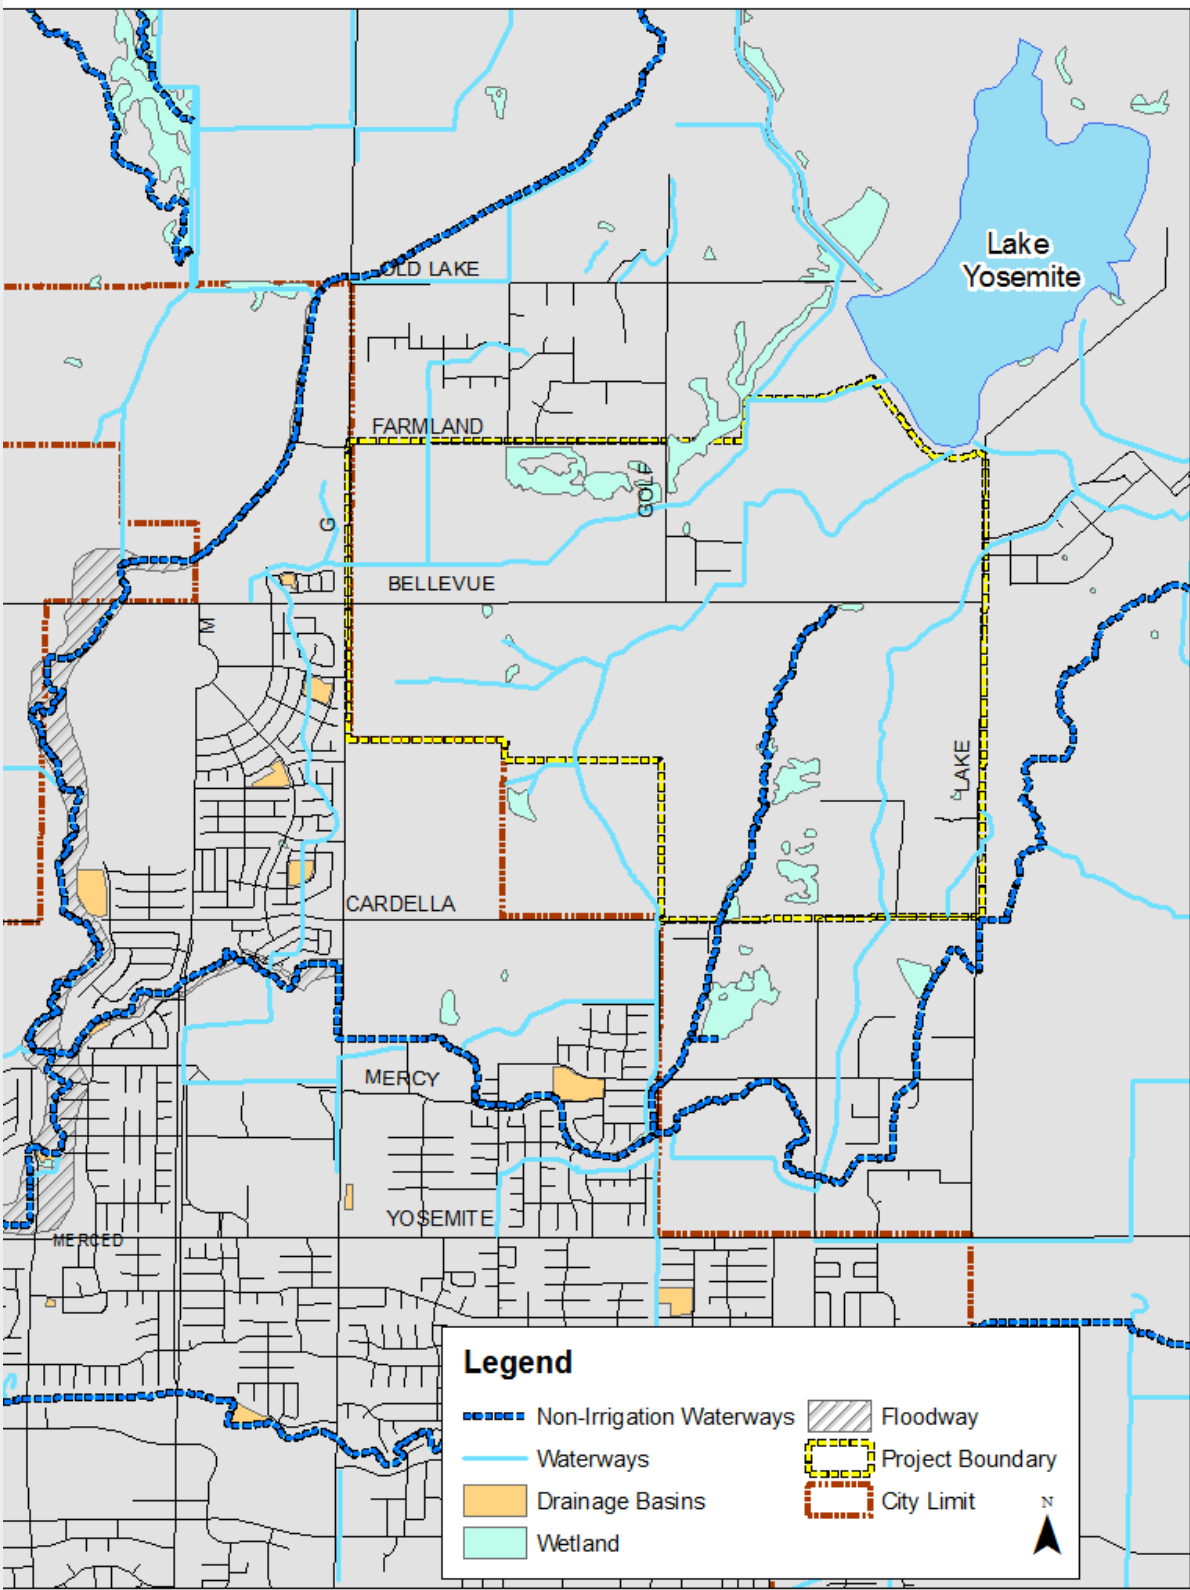 Lake
Yosemite
OLD LAKE
FARMLAND
GOLF
G
BELLEVUE
M
LAKE
CARDELLA
MERCY
YOSEMITE
MERCED
Legend
Non-Irrigation Waterways
Waterways
Drainage Basins
Wetland
Floodway
Project Boundary
City Limit
N